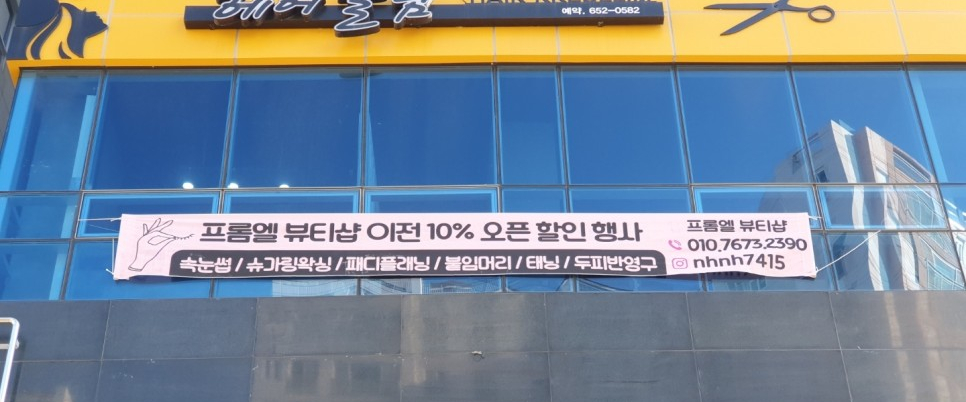 예약. 652-0582
프롬엘 뷰티샵 이전 10% 오픈 할인 행사
속눈썹 / 슈가링왁싱 / 패디플래닝 / 붙임머리 / 태닝 / 두피반영구
프롬엘 뷰티샵
010.7673.2390
nhnh7415